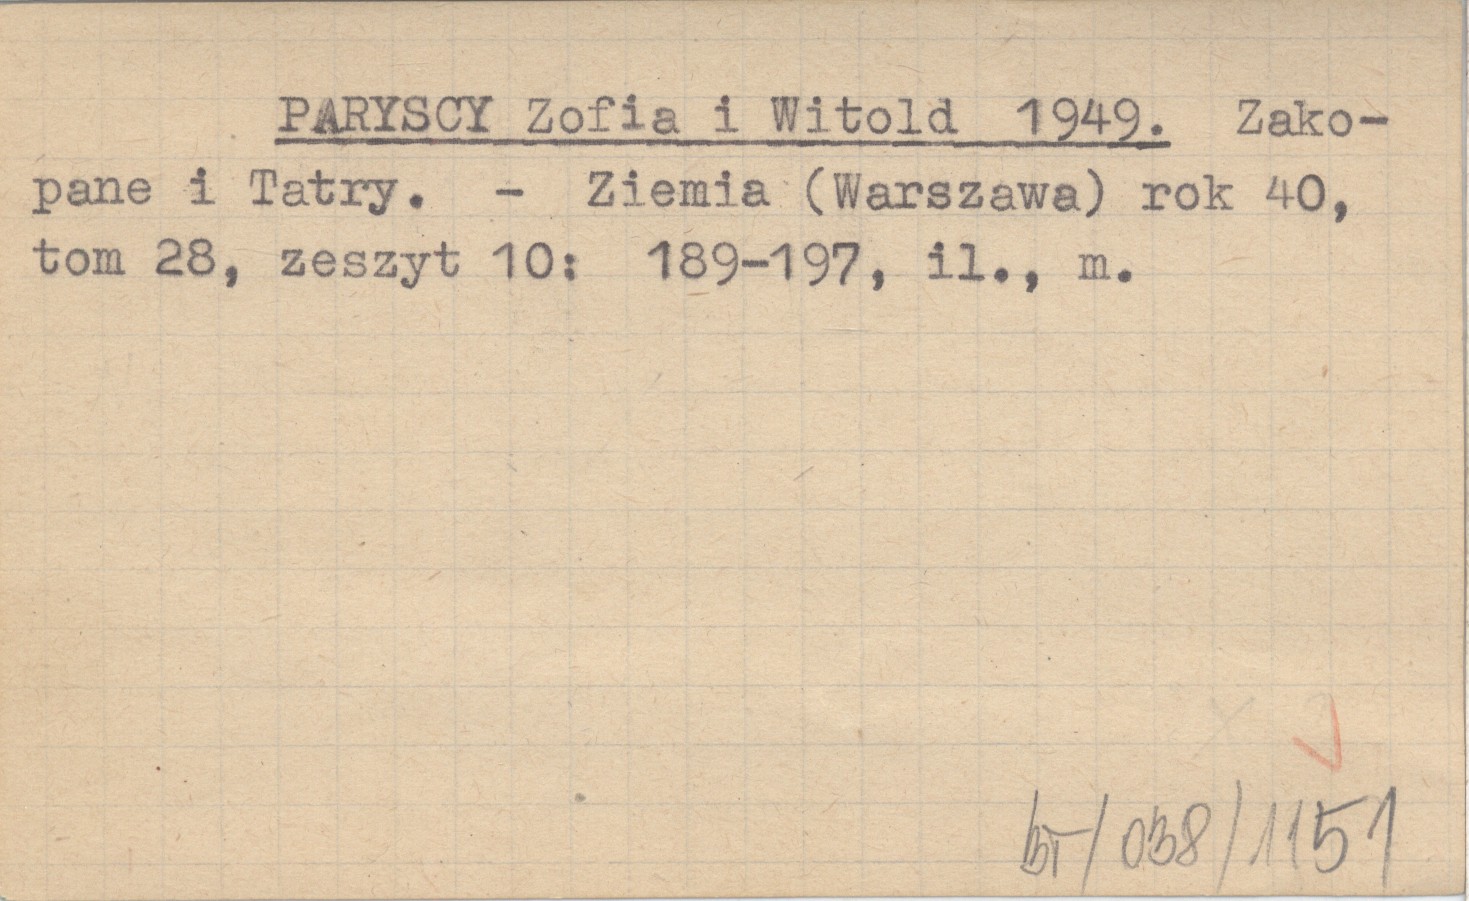 PARYSCY Zofia i Witold 1949. Zako-
pane i Tatry. - Ziemia (Warszawa) rok 40,
tom 28, zeszyt 10: 189-197, il., m.
bT/038/1151